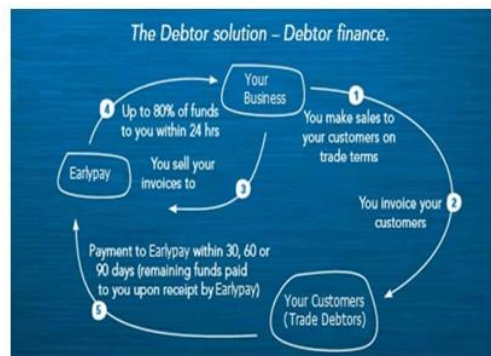 The Debtor solution – Debtor finance.
Your
Business
1
You make sales to
your customers on
trade terms
2
You invoice your
customers
Your Customers
(Trade Debtors)
3
You sell your
invoices to
Earlypay
4
Up to 80% of funds
to you within 24 hrs
5
Payment to Earlypay within 30, 60 or
90 days (remaining funds paid
to you upon receipt by Earlypay)